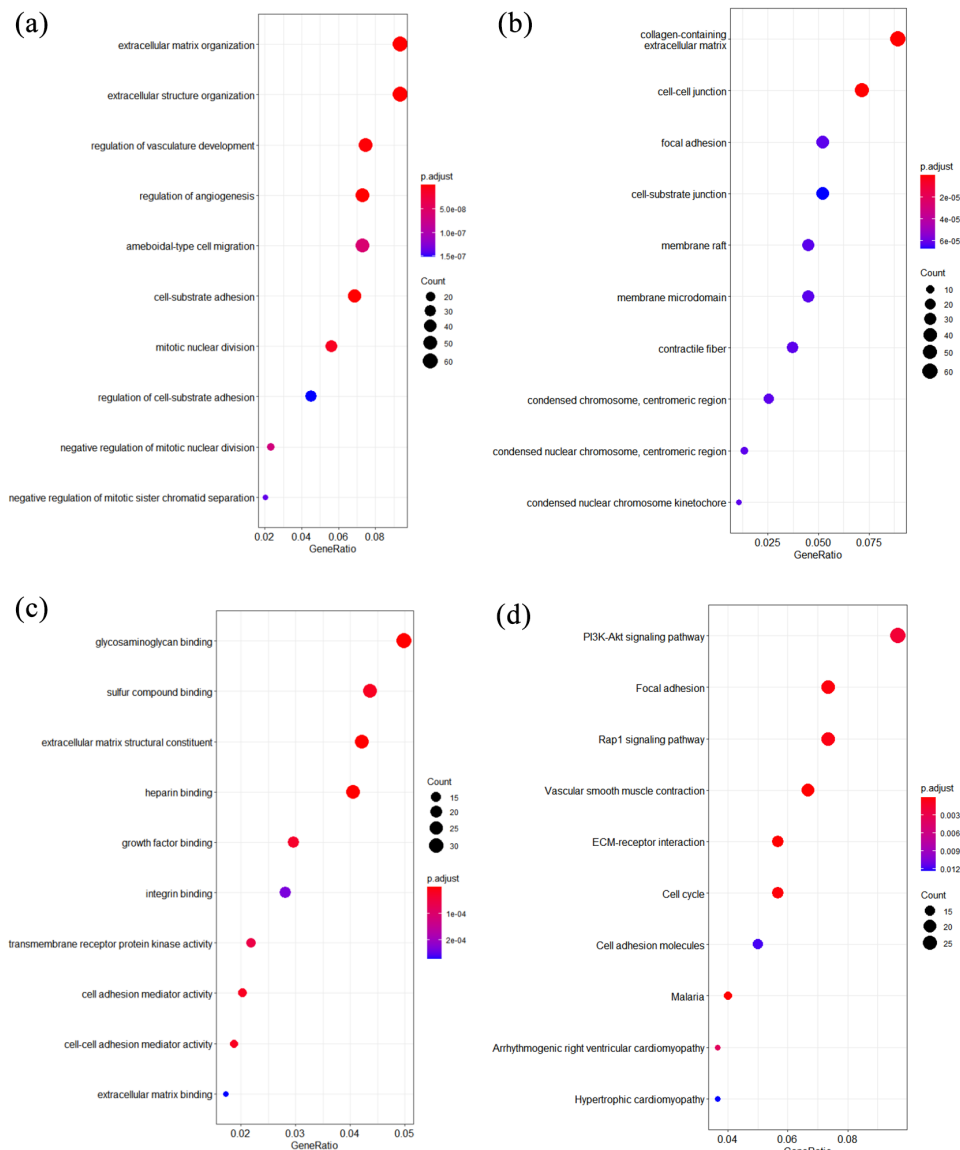 (a)
extracellular matrix organization
extracellular structure organization
regulation of vasculature development
regulation of angiogenesis
ameboidal-type cell migration
cell-substrate adhesion
mitotic nuclear division
regulation of cell-substrate adhesion
negative regulation of mitotic nuclear division
negative regulation of mitotic sister chromatid separation
0.02 0.04 0.06 0.08
GeneRatio
p.adjust
5.0e-08
1.0e-07
1.5e-07
Count
20
30
40
50
60
(b)
collagen-containing
extracellular matrix
cell-cell junction
focal adhesion
cell-substrate junction
membrane raft
membrane microdomain
contractile fiber
condensed chromosome, centromeric region
condensed nuclear chromosome, centromeric region
condensed nuclear chromosome kinetochore
0.025 0.050 0.075
GeneRatio
p.adjust
2e-05
4e-05
6e-05
Count
10
20
30
40
50
60
(c)
glycosaminoglycan binding
sulfur compound binding
extracellular matrix structural constituent
heparin binding
growth factor binding
integrin binding
transmembrane receptor protein kinase activity
cell adhesion mediator activity
cell-cell adhesion mediator activity
extracellular matrix binding
0.02 0.03 0.04 0.05
GeneRatio
Count
15
20
25
30
p.adjust
1e-04
2e-04
(d)
PI3K-Akt signaling pathway
Focal adhesion
Rap1 signaling pathway
Vascular smooth muscle contraction
ECM-receptor interaction
Cell cycle
Cell adhesion molecules
Malaria
Arrhythmogenic right ventricular cardiomyopathy
Hypertrophic cardiomyopathy
0.04 0.06 0.08
GeneRatio
p.adjust
0.003
0.006
0.009
0.012
Count
15
20
25